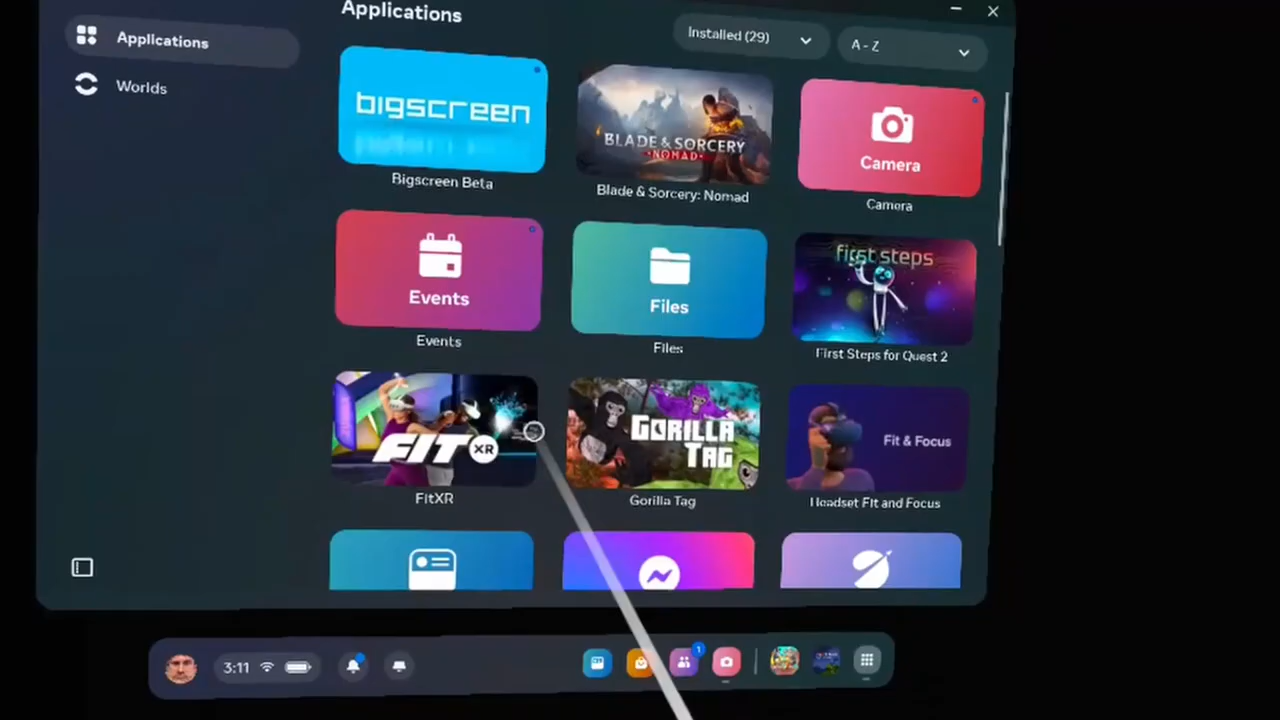 Applications
Applications
Worlds
Installed (29)
A - Z
bigscreen
Bigscreen Beta
BLADE & SORCERY
NOMAD
Blade & Sorcery: Nomad
Camera
Camera
Events
Events
Files
Files
first steps
First Steps for Quest 2
FIT XR
FitXR
GORILLA
TAG
Gorilla Tag
Fit & Focus
Headset Fit and Focus
3:11
1